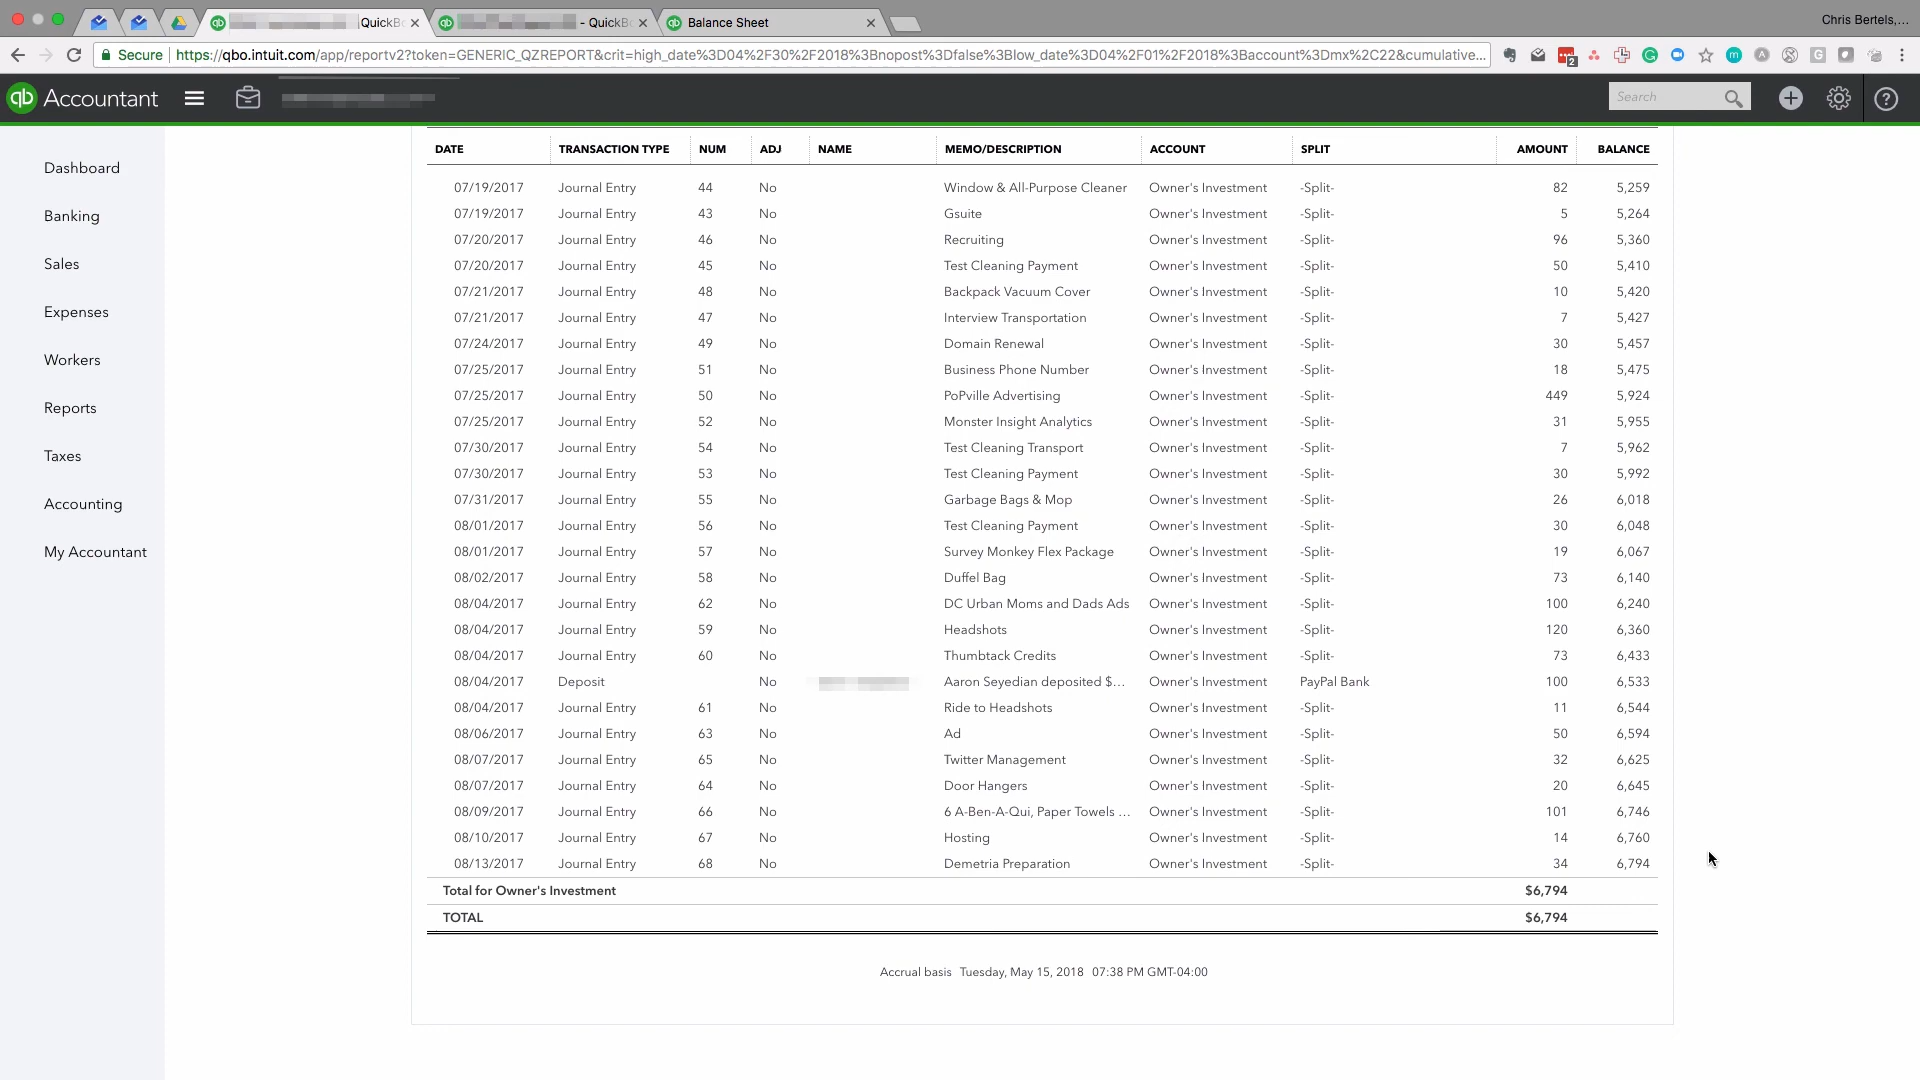 QuickBo
- QuickBo
Balance Sheet
Chris Bertels,...
Secure https://qbo.intuit.com/app/reportv2?token=GENERIC_QZREPORT&crit=high_date%3D04%2F30%2F2018%3Bnopost%3Dfalse%3Blow_date%3D04%2F01%2F2018%3Baccount%3Dmx%2C22&cumulative...
2
qb Accountant
Search
Dashboard
Banking
Sales
Expenses
Workers
Reports
Taxes
Accounting
My Accountant
DATE TRANSACTION TYPE NUM ADJ NAME MEMO/DESCRIPTION ACCOUNT SPLIT AMOUNT BALANCE
07/19/2017 Journal Entry 44 No Window & All-Purpose Cleaner Owner's Investment -Split- 82 5,259
07/19/2017 Journal Entry 43 No Gsuite Owner's Investment -Split- 5 5,264
07/20/2017 Journal Entry 46 No Recruiting Owner's Investment -Split- 96 5,360
07/20/2017 Journal Entry 45 No Test Cleaning Payment Owner's Investment -Split- 50 5,410
07/21/2017 Journal Entry 48 No Backpack Vacuum Cover Owner's Investment -Split- 10 5,420
07/21/2017 Journal Entry 47 No Interview Transportation Owner's Investment -Split- 7 5,427
07/24/2017 Journal Entry 49 No Domain Renewal Owner's Investment -Split- 30 5,457
07/25/2017 Journal Entry 51 No Business Phone Number Owner's Investment -Split- 18 5,475
07/25/2017 Journal Entry 50 No PoPville Advertising Owner's Investment -Split- 449 5,924
07/25/2017 Journal Entry 52 No Monster Insight Analytics Owner's Investment -Split- 31 5,955
07/30/2017 Journal Entry 54 No Test Cleaning Transport Owner's Investment -Split- 7 5,962
07/30/2017 Journal Entry 53 No Test Cleaning Payment Owner's Investment -Split- 30 5,992
07/31/2017 Journal Entry 55 No Garbage Bags & Mop Owner's Investment -Split- 26 6,018
08/01/2017 Journal Entry 56 No Test Cleaning Payment Owner's Investment -Split- 30 6,048
08/01/2017 Journal Entry 57 No Survey Monkey Flex Package Owner's Investment -Split- 19 6,067
08/02/2017 Journal Entry 58 No Duffel Bag Owner's Investment -Split- 73 6,140
08/04/2017 Journal Entry 62 No DC Urban Moms and Dads Ads Owner's Investment -Split- 100 6,240
08/04/2017 Journal Entry 59 No Headshots Owner's Investment -Split- 120 6,360
08/04/2017 Journal Entry 60 No Thumbtack Credits Owner's Investment -Split- 73 6,433
08/04/2017 Deposit No Aaron Seyedian deposited $... Owner's Investment PayPal Bank 100 6,533
08/04/2017 Journal Entry 61 No Ride to Headshots Owner's Investment -Split- 11 6,544
08/06/2017 Journal Entry 63 No Ad Owner's Investment -Split- 50 6,594
08/07/2017 Journal Entry 65 No Twitter Management Owner's Investment -Split- 32 6,625
08/07/2017 Journal Entry 64 No Door Hangers Owner's Investment -Split- 20 6,645
08/09/2017 Journal Entry 66 No 6 A-Ben-A-Qui, Paper Towels ... Owner's Investment -Split- 101 6,746
08/10/2017 Journal Entry 67 No Hosting Owner's Investment -Split- 14 6,760
08/13/2017 Journal Entry 68 No Demetria Preparation Owner's Investment -Split- 34 6,794
Total for Owner's Investment $6,794
TOTAL $6,794
Accrual basis Tuesday, May 15, 2018 07:38 PM GMT-04:00